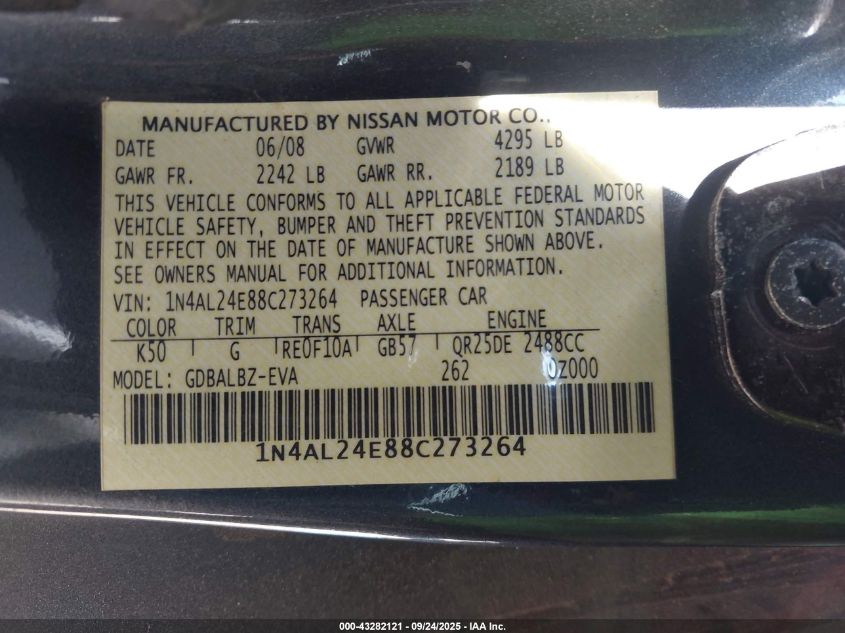 MANUFACTURED BY NISSAN MOTOR CO.,
DATE 06/08 GVWR 4295 LB
GAWR FR. 2242 LB GAWR RR. 2189 LB
THIS VEHICLE CONFORMS TO ALL APPLICABLE FEDERAL MOTOR
VEHICLE SAFETY, BUMPER AND THEFT PREVENTION STANDARDS
IN EFFECT ON THE DATE OF MANUFACTURE SHOWN ABOVE.
SEE OWNERS MANUAL FOR ADDITIONAL INFORMATION.
VIN: 1N4AL24E88C273264 PASSENGER CAR
COLOR TRIM TRANS AXLE ENGINE
K50 G RE0F10A GB57 QR25DE 2488CC
MODEL: GDBALBZ-EVA 262 0Z000
1N4AL24E88C273264
000-43282121 - 09/24/2025 - IAA Inc.